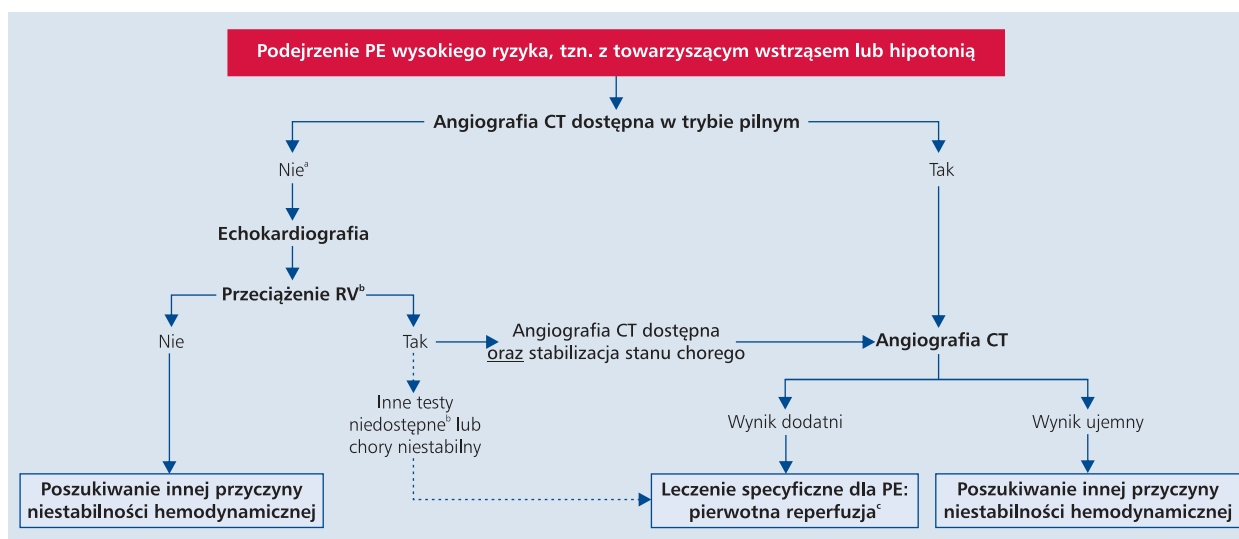 Podejrzenie PE wysokiego ryzyka, tzn. z towarzyszącym wstrząsem lub hipotonią
Angiografia CT dostępna w trybie pilnym
Nieᵃ
Tak
Echokardiografia
Przeciążenie RVᵇ
Nie
Tak
Angiografia CT dostępna
oraz stabilizacja stanu chorego
Angiografia CT
Inne testy
niedostępneᵇ lub
chory niestabilny
Wynik dodatni
Wynik ujemny
Poszukiwanie innej przyczyny
niestabilności hemodynamicznej
Leczenie specyficzne dla PE:
pierwotna reperfuzjaᶜ
Poszukiwanie innej przyczyny
niestabilności hemodynamicznej